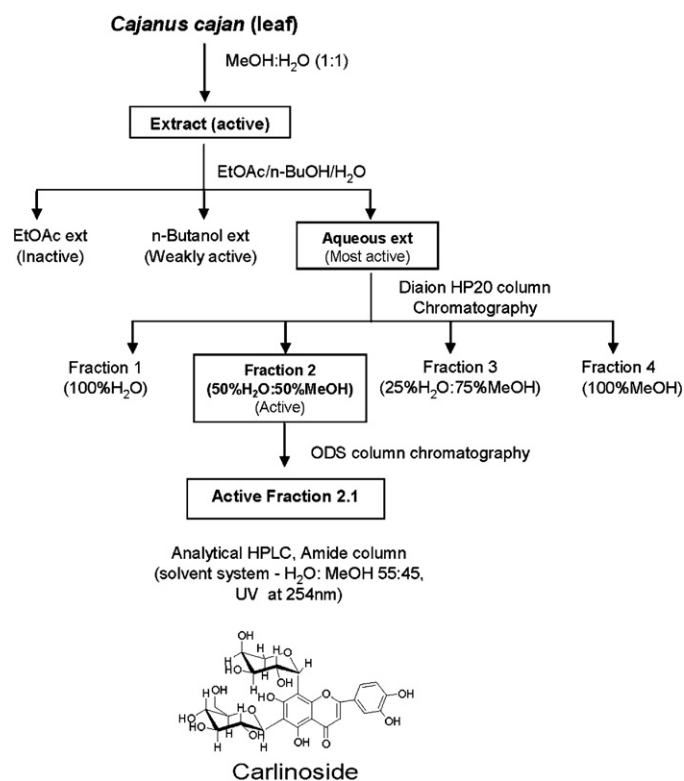 Cajanus cajan (leaf)
MeOH:H₂O (1:1)
Extract (active)
EtOAc/n-BuOH/H₂O
EtOAc ext
(Inactive)
n-Butanol ext
(Weakly active)
Aqueous ext
(Most active)
Diaion HP20 column
Chromatography
Fraction 1
(100%H₂O)
Fraction 2
(50%H₂O:50%MeOH)
(Active)
Fraction 3
(25%H₂O:75%MeOH)
Fraction 4
(100%MeOH)
ODS column chromatography
Active Fraction 2.1
Analytical HPLC, Amide column
(solvent system - H₂O: MeOH 55:45,
UV at 254nm)
OH
H
H
O
HO
H
OH
H
H
HO
O
OH
OH
OH
H
O
HO
HO
H
OH
H
H
OH
O
Carlinoside